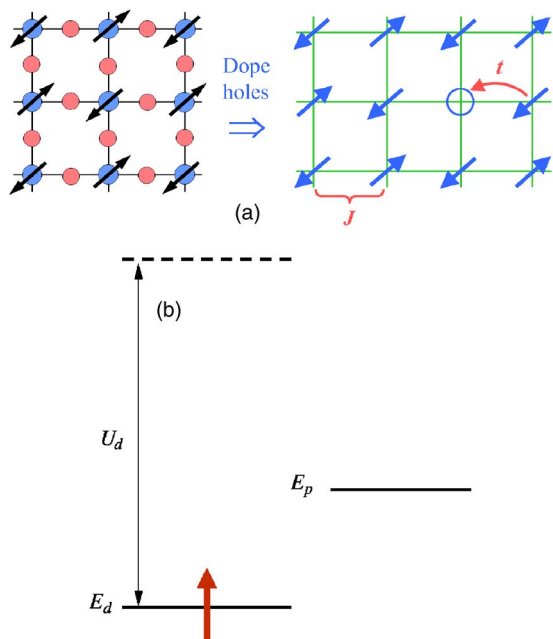 Dope
holes
⇒
t
J
(a)
(b)
U_d
E_p
E_d